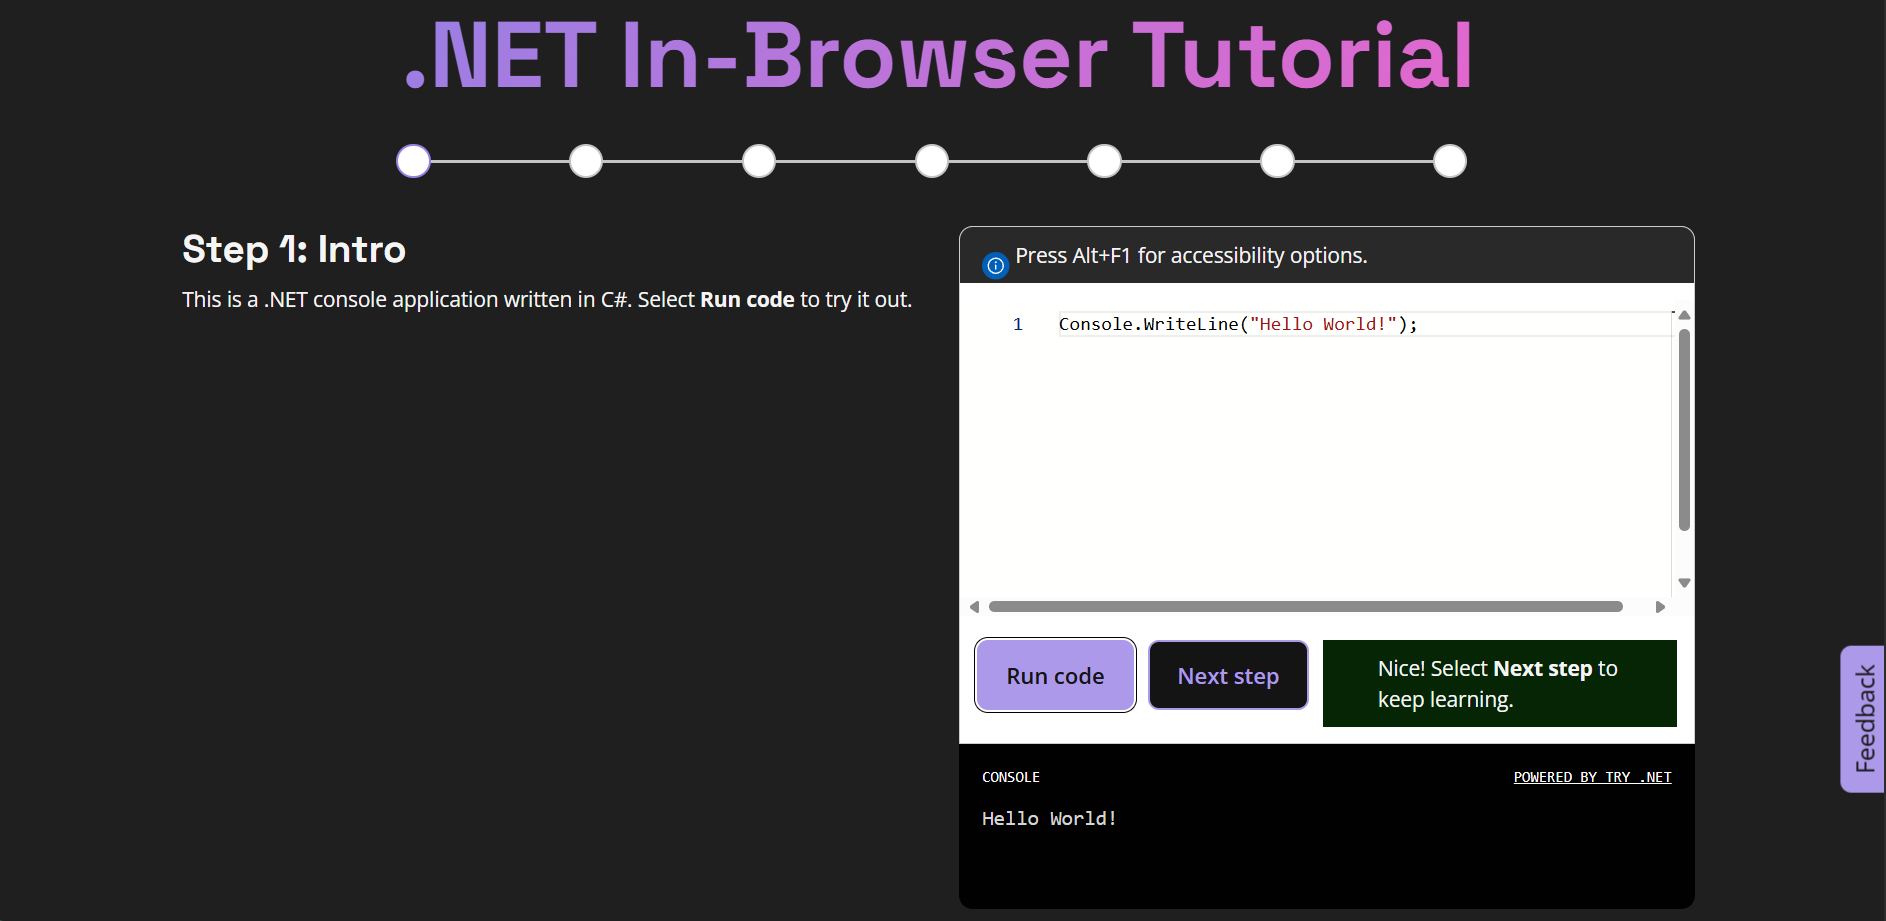 .NET In-Browser Tutorial
Step 1: Intro
This is a .NET console application written in C#. Select Run code to try it out.
Press Alt+F1 for accessibility options.
1 Console.WriteLine("Hello World!");
Run code
Next step
Nice! Select Next step to
keep learning.
CONSOLE
POWERED BY TRY .NET
Hello World!
Feedback